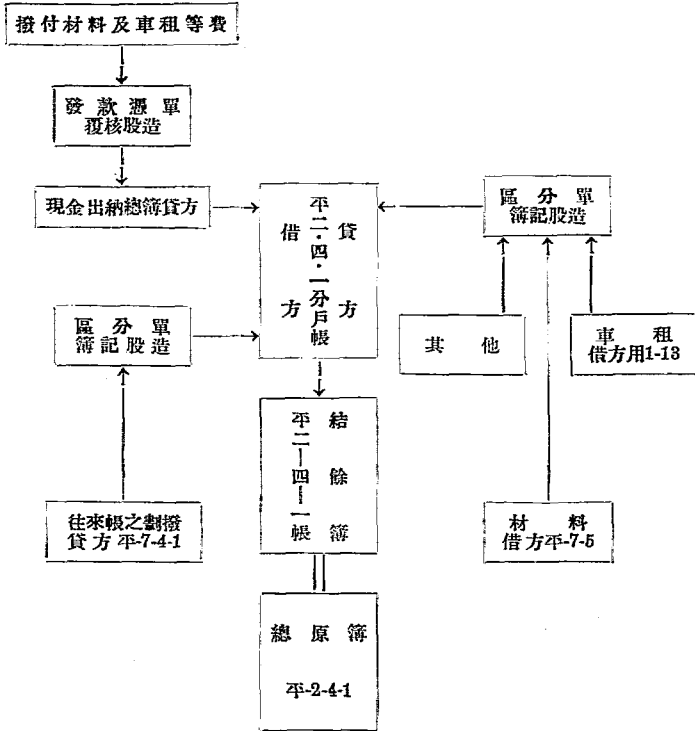 撥付材料及車租等費
發款憑單
覆核股造
現金出納總簿貸方
區分單
簿記股造
往來帳之劃撥
貸方平-7-4-1
借方
平二・四・一分戶帳
貸方
區分單
簿記股造
其他
車租
借方用1-13
材料
借方平-7-5
結餘簿
平二—四—一帳
總原簿
平-2-4-1